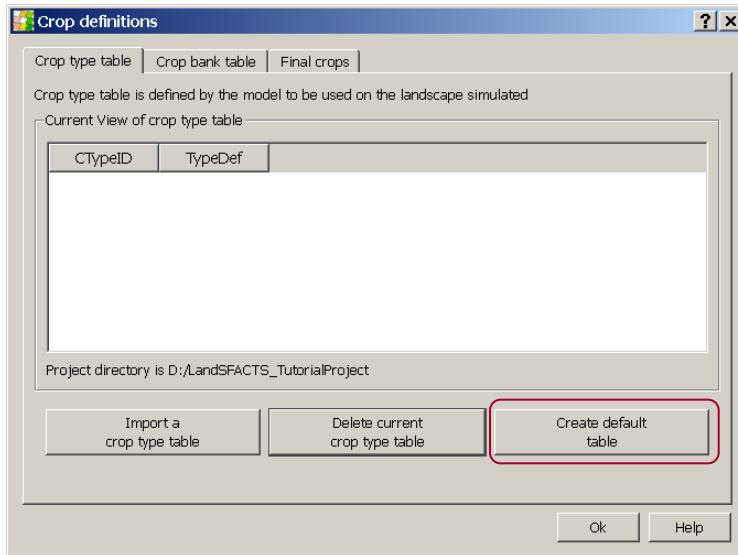 Crop definitions
Crop type table Crop bank table Final crops
Crop type table is defined by the model to be used on the landscape simulated
Current View of crop type table
CTypeID TypeDef
Project directory is D:/LandSFACTS_TutorialProject
Import a
crop type table
Delete current
crop type table
Create default
table
Ok Help